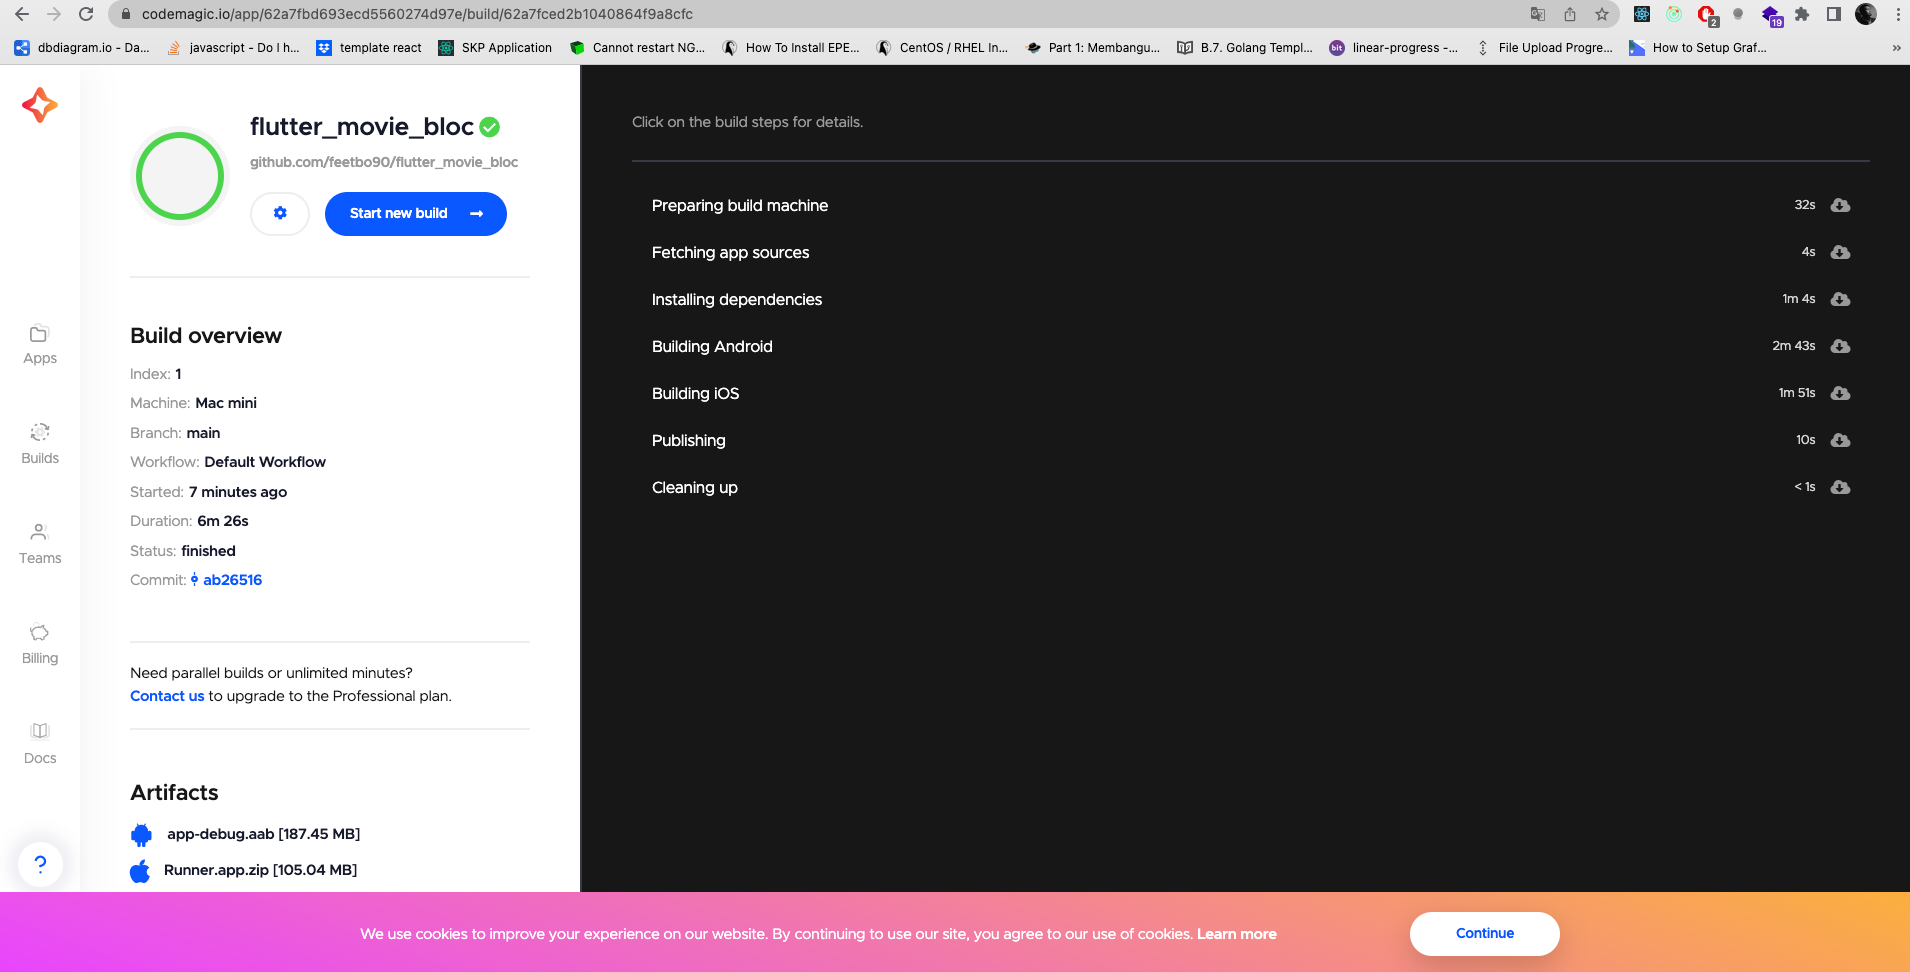 codemagic.io/app/62a7fbd693ecd5560274d97e/build/62a7fced2b1040864f9a8cfc
2
19
dbdiagram.io - Da...
javascript - Do I h...
template react
SKP Application
Cannot restart NG...
How To Install EPE...
CentOS / RHEL In...
Part 1: Membangu...
B.7. Golang Templ...
bit
linear-progress -...
File Upload Progre...
How to Setup Graf...
»
flutter_movie_bloc
github.com/feetbo90/flutter_movie_bloc
Start new build
Click on the build steps for details.
Preparing build machine 32s
Fetching app sources 4s
Installing dependencies 1m 4s
Building Android 2m 43s
Building iOS 1m 51s
Publishing 10s
Cleaning up < 1s
Apps
Builds
Teams
Billing
Docs
?
Build overview
Index: 1
Machine: Mac mini
Branch: main
Workflow: Default Workflow
Started: 7 minutes ago
Duration: 6m 26s
Status: finished
Commit: ab26516
Need parallel builds or unlimited minutes?
Contact us to upgrade to the Professional plan.
Artifacts
app-debug.aab [187.45 MB]
Runner.app.zip [105.04 MB]
We use cookies to improve your experience on our website. By continuing to use our site, you agree to our use of cookies. Learn more
Continue